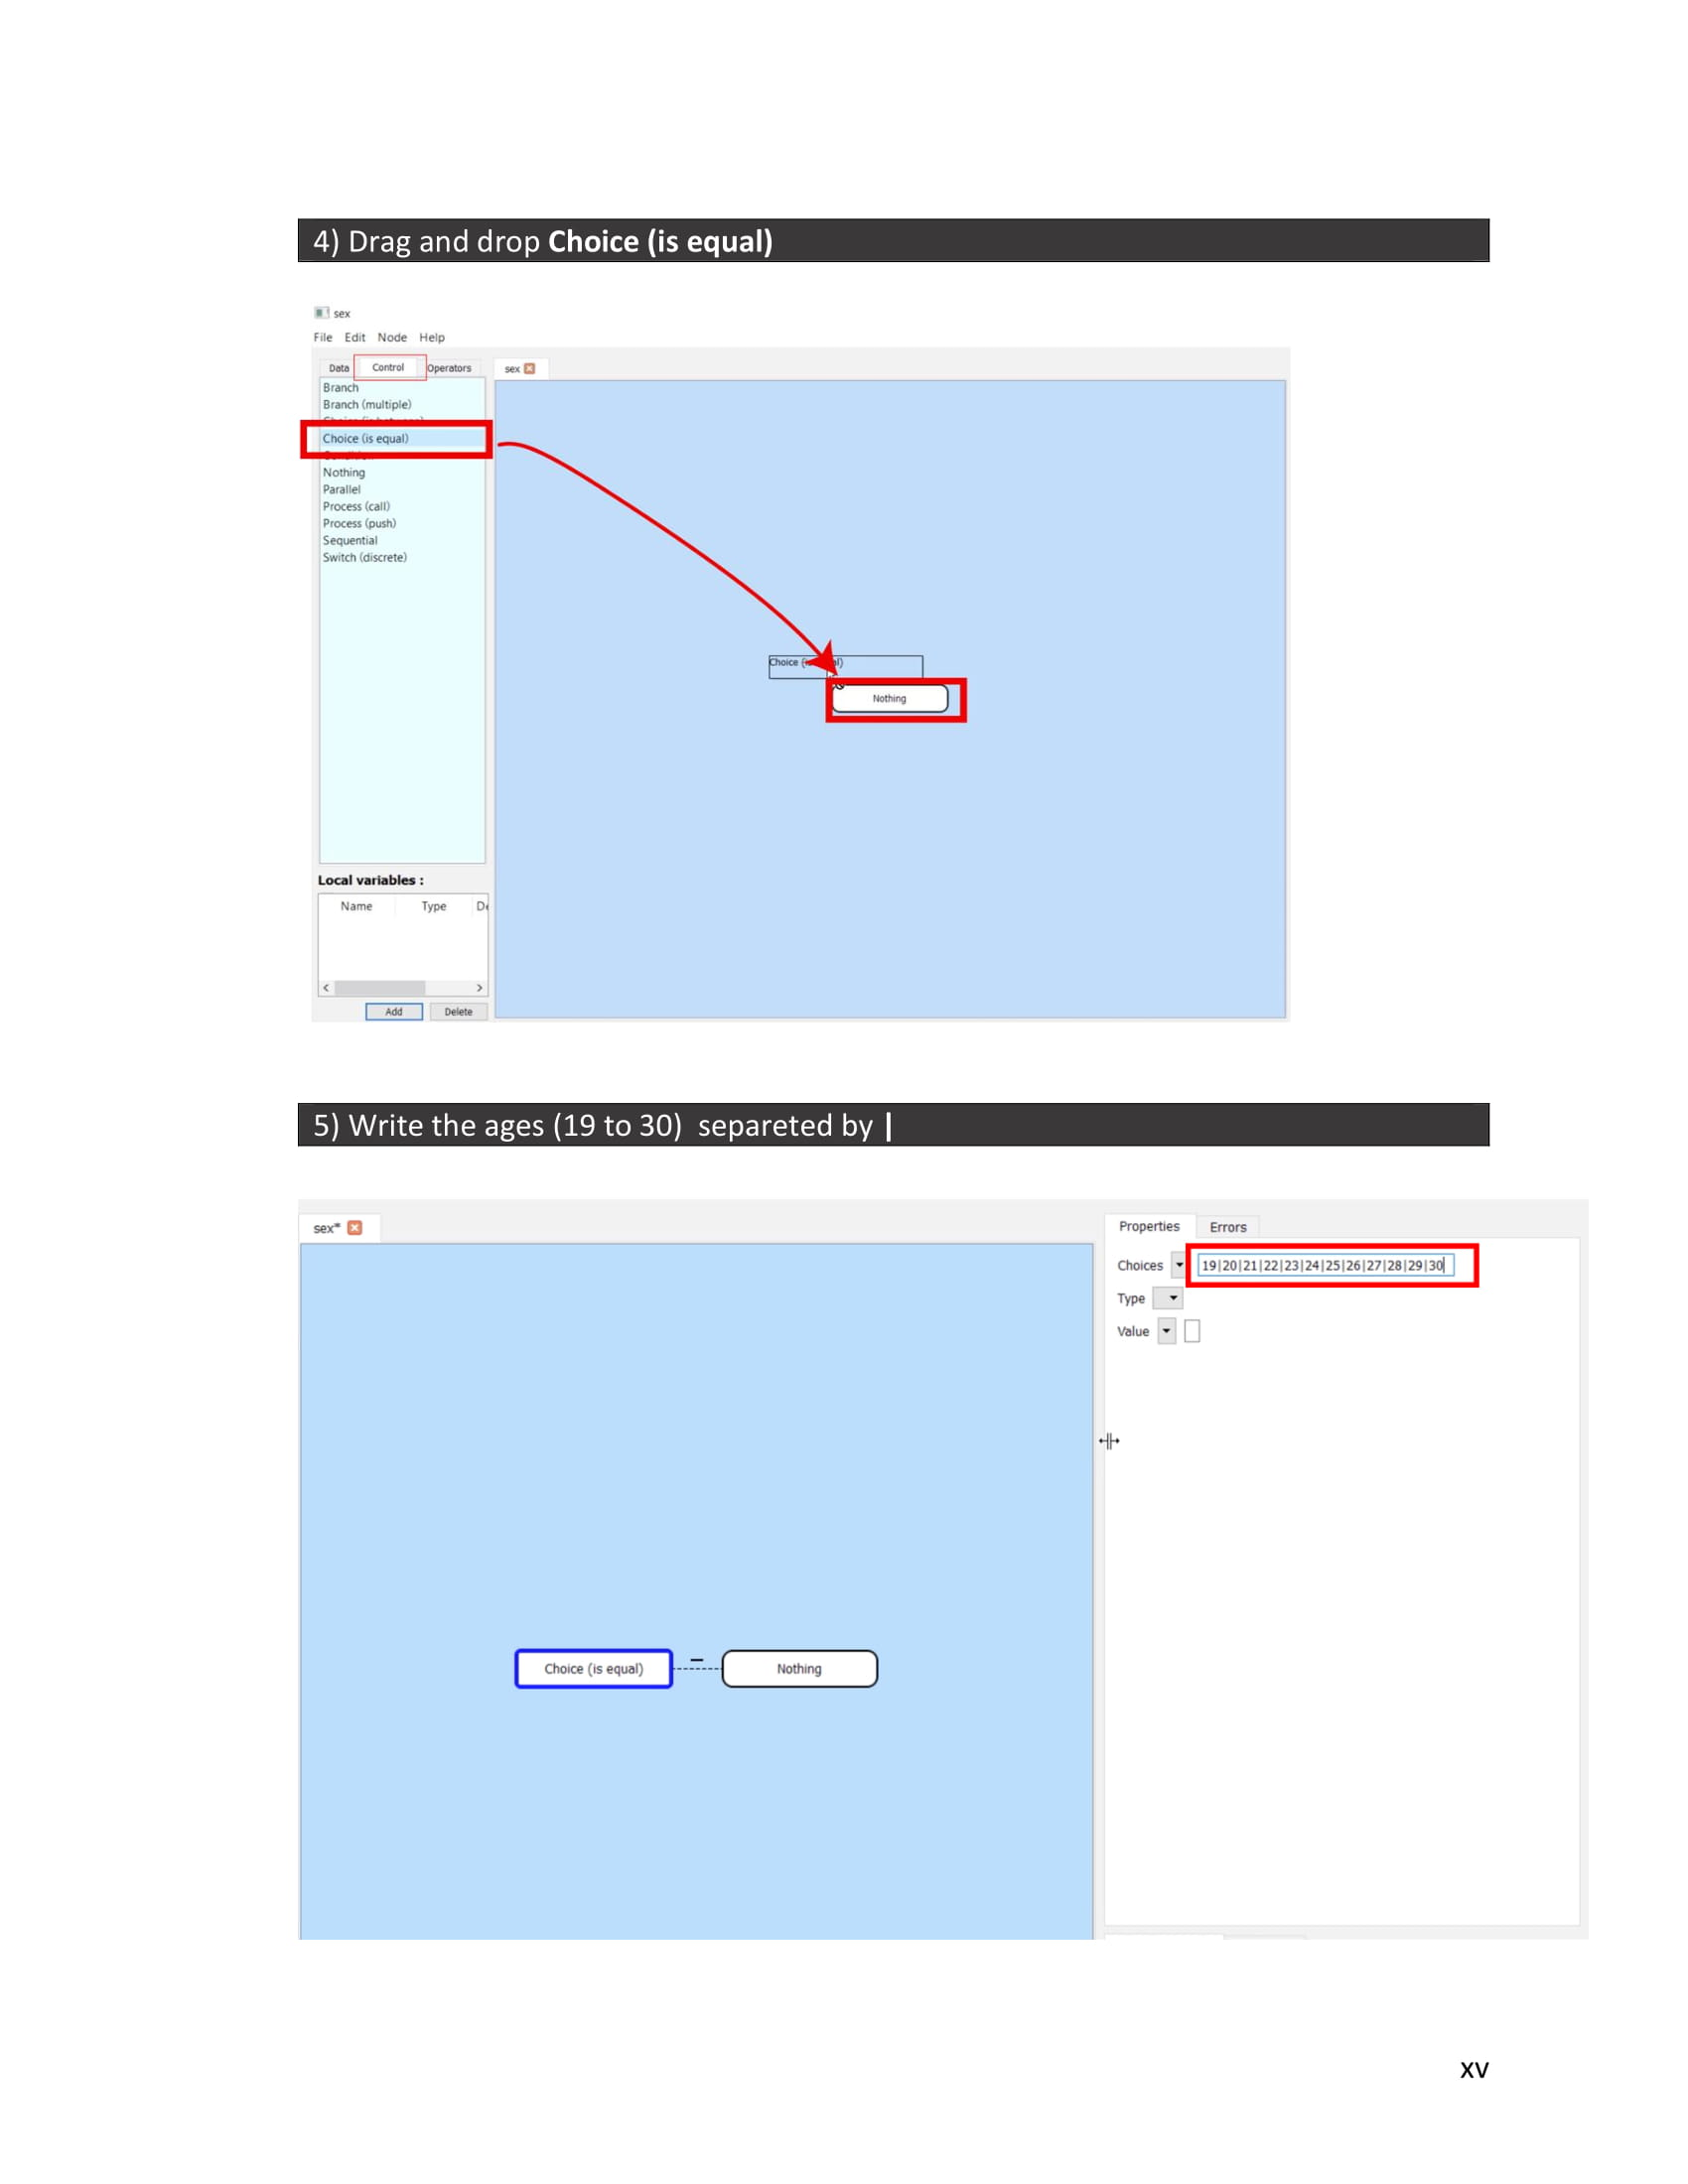 4) Drag and drop Choice (is equal)
sex
File Edit Node Help
Data Control Operators
sex
Branch
Branch (multiple)
Choice (is equal)
Nothing
Parallel
Process (call)
Process (push)
Sequential
Switch (discrete)
Choice
Nothing
Local variables :
Name Type
Add Delete
5) Write the ages (19 to 30) separeted by |
sex*
Properties Errors
Choices 19|20|21|22|23|24|25|26|27|28|29|30
Type
Value
Choice (is equal) Nothing
xv